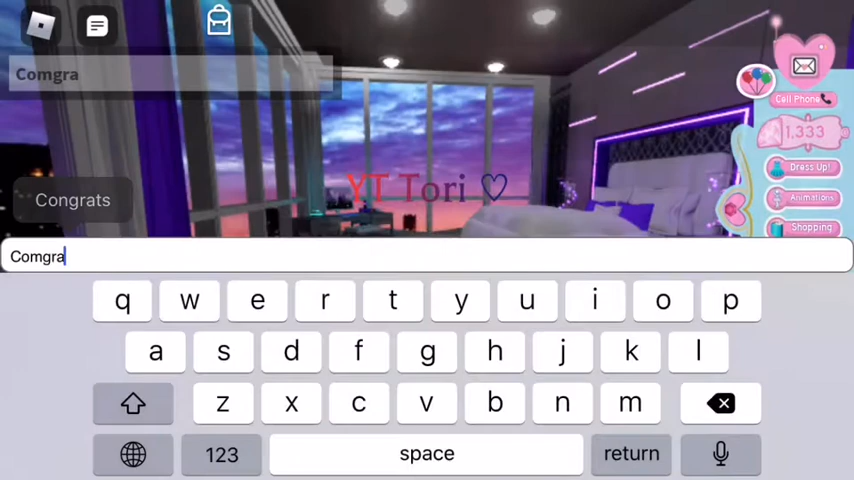 Comgra
Cell Phone
1,333
Dress Up!
Animations
YT Tori ♡
Congrats
Shopping
Comgra
q w e r t y u i o p
a s d f g h j k l
z x c v b n m
123 space return